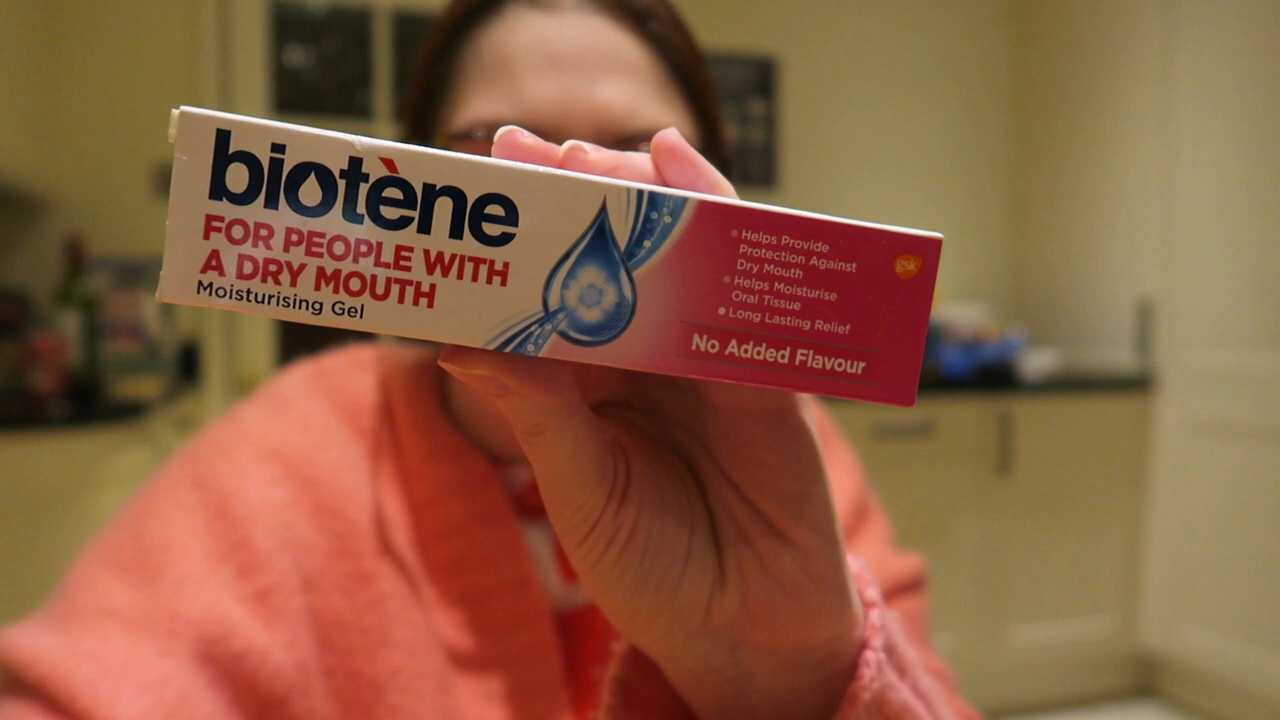 biotène
FOR PEOPLE WITH
A DRY MOUTH
Moisturising Gel
• Helps Provide
Protection Against
Dry Mouth
• Helps Moisturise
Oral Tissue
• Long Lasting Relief
No Added Flavour
gsk